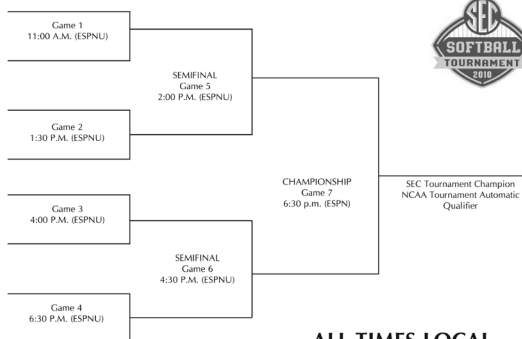 Game 1
11:00 A.M. (ESPNU)
SEC
SOFTBALL
TOURNAMENT
2010
SEMIFINAL
Game 5
2:00 P.M. (ESPNU)
Game 2
1:30 P.M. (ESPNU)
CHAMPIONSHIP
Game 7
6:30 p.m. (ESPN)
SEC Tournament Champion
NCAA Tournament Automatic
Qualifier
Game 3
4:00 P.M. (ESPNU)
SEMIFINAL
Game 6
4:30 P.M. (ESPNU)
Game 4
6:30 P.M. (ESPNU)
ALL TIMES LOCAL